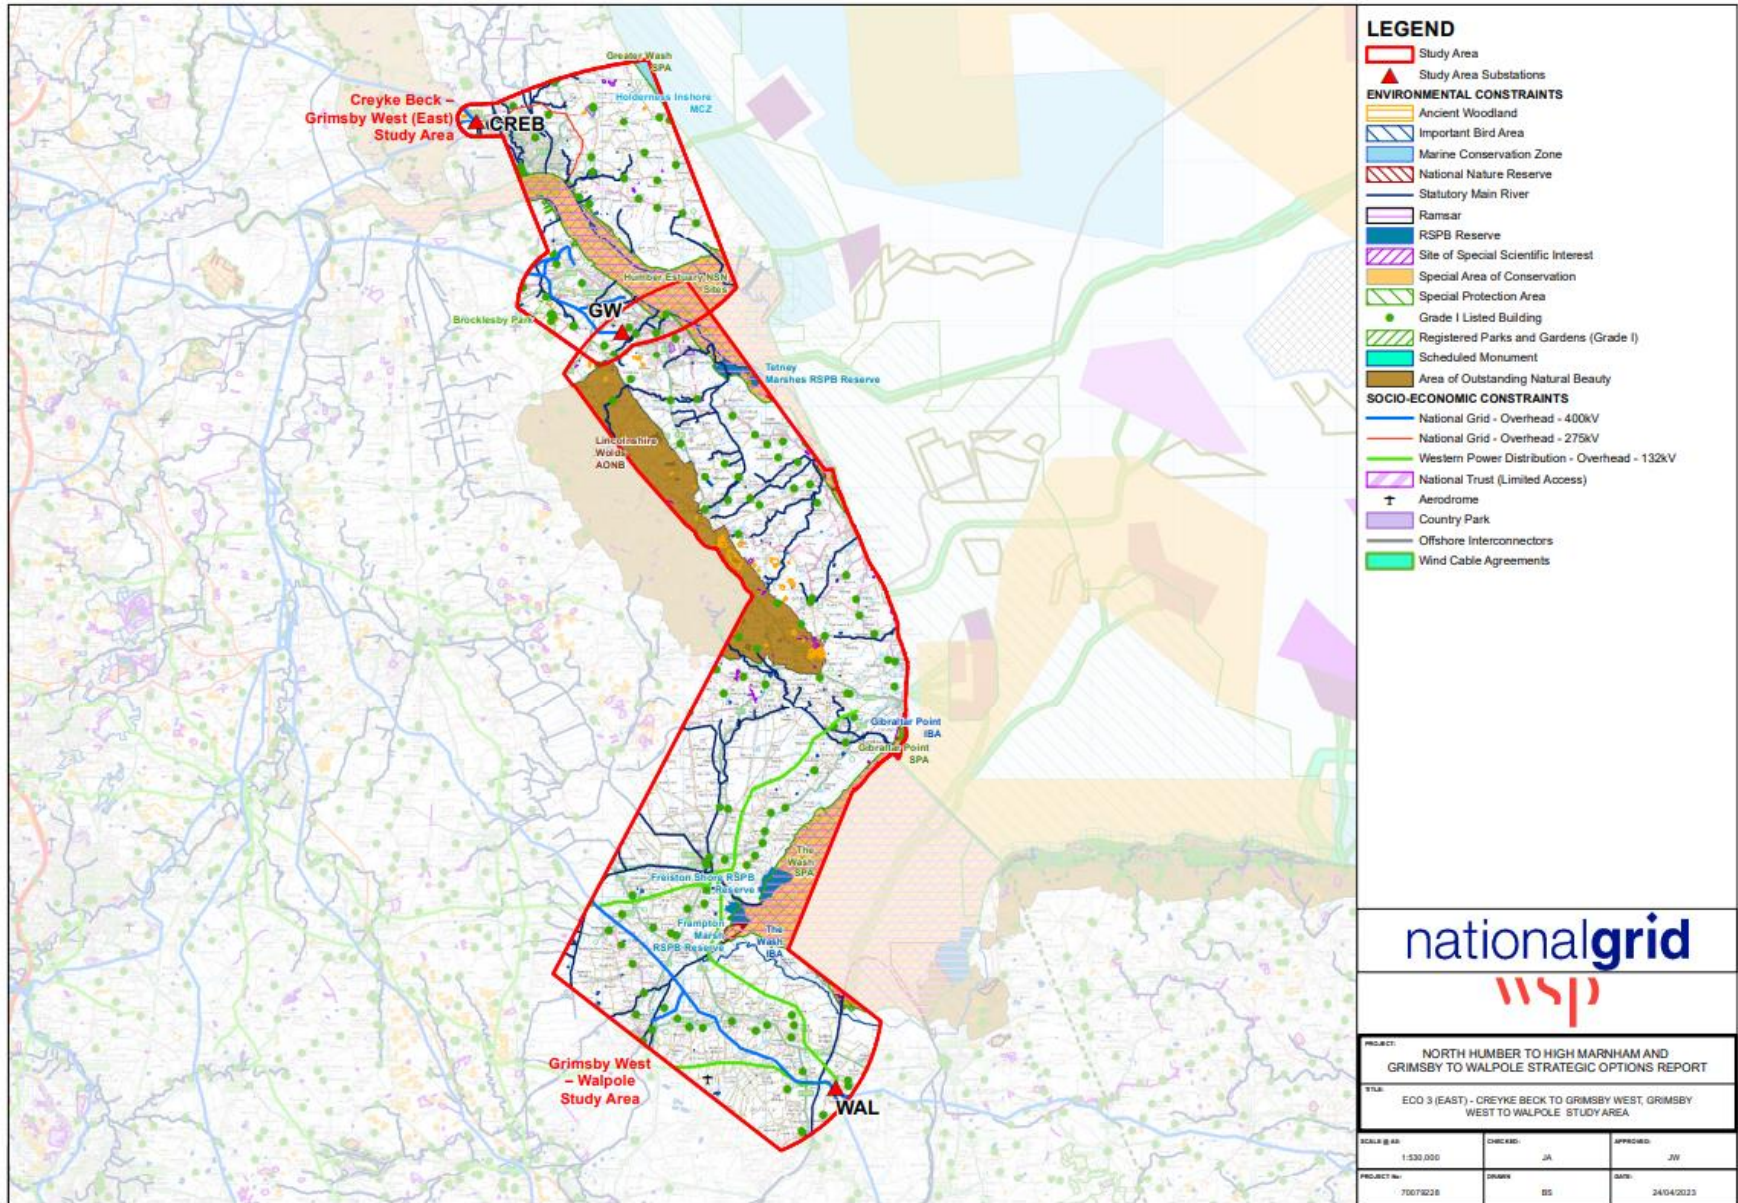 Greater Wash
SPA
Holderness Inshore
MCZ
Creyke Beck –
Grimsby West (East)
Study Area
CREB
Humber Estuary NSN
Sites
GW
Brocklesby Park
Tetney
Marshes RSPB Reserve
Lincolnshire
Wolds
AONB
Gibraltar Point
IBA
Gibraltar Point
SPA
The
Wash
SPA
Freiston Shore RSPB
Reserve
Frampton
Marsh
RSPB Reserve
The
Wash
IBA
Grimsby West
– Walpole
Study Area
WAL
LEGEND
Study Area
Study Area Substations
ENVIRONMENTAL CONSTRAINTS
Ancient Woodland
Important Bird Area
Marine Conservation Zone
National Nature Reserve
Statutory Main River
Ramsar
RSPB Reserve
Site of Special Scientific Interest
Special Area of Conservation
Special Protection Area
Grade I Listed Building
Registered Parks and Gardens (Grade I)
Scheduled Monument
Area of Outstanding Natural Beauty
SOCIO-ECONOMIC CONSTRAINTS
National Grid - Overhead - 400kV
National Grid - Overhead - 275kV
Western Power Distribution - Overhead - 132kV
National Trust (Limited Access)
Aerodrome
Country Park
Offshore Interconnectors
Wind Cable Agreements
nationalgrid
wsp
PROJECT:
NORTH HUMBER TO HIGH MARNHAM AND
GRIMSBY TO WALPOLE STRATEGIC OPTIONS REPORT
TITLE:
ECO 3 (EAST) - CREYKE BECK TO GRIMSBY WEST, GRIMSBY
WEST TO WALPOLE STUDY AREA
SCALE @ A3: CHECKED: APPROVED:
1:530,000 JA JW
PROJECT No: DRAWN DATE:
70079228 BS 24/04/2023